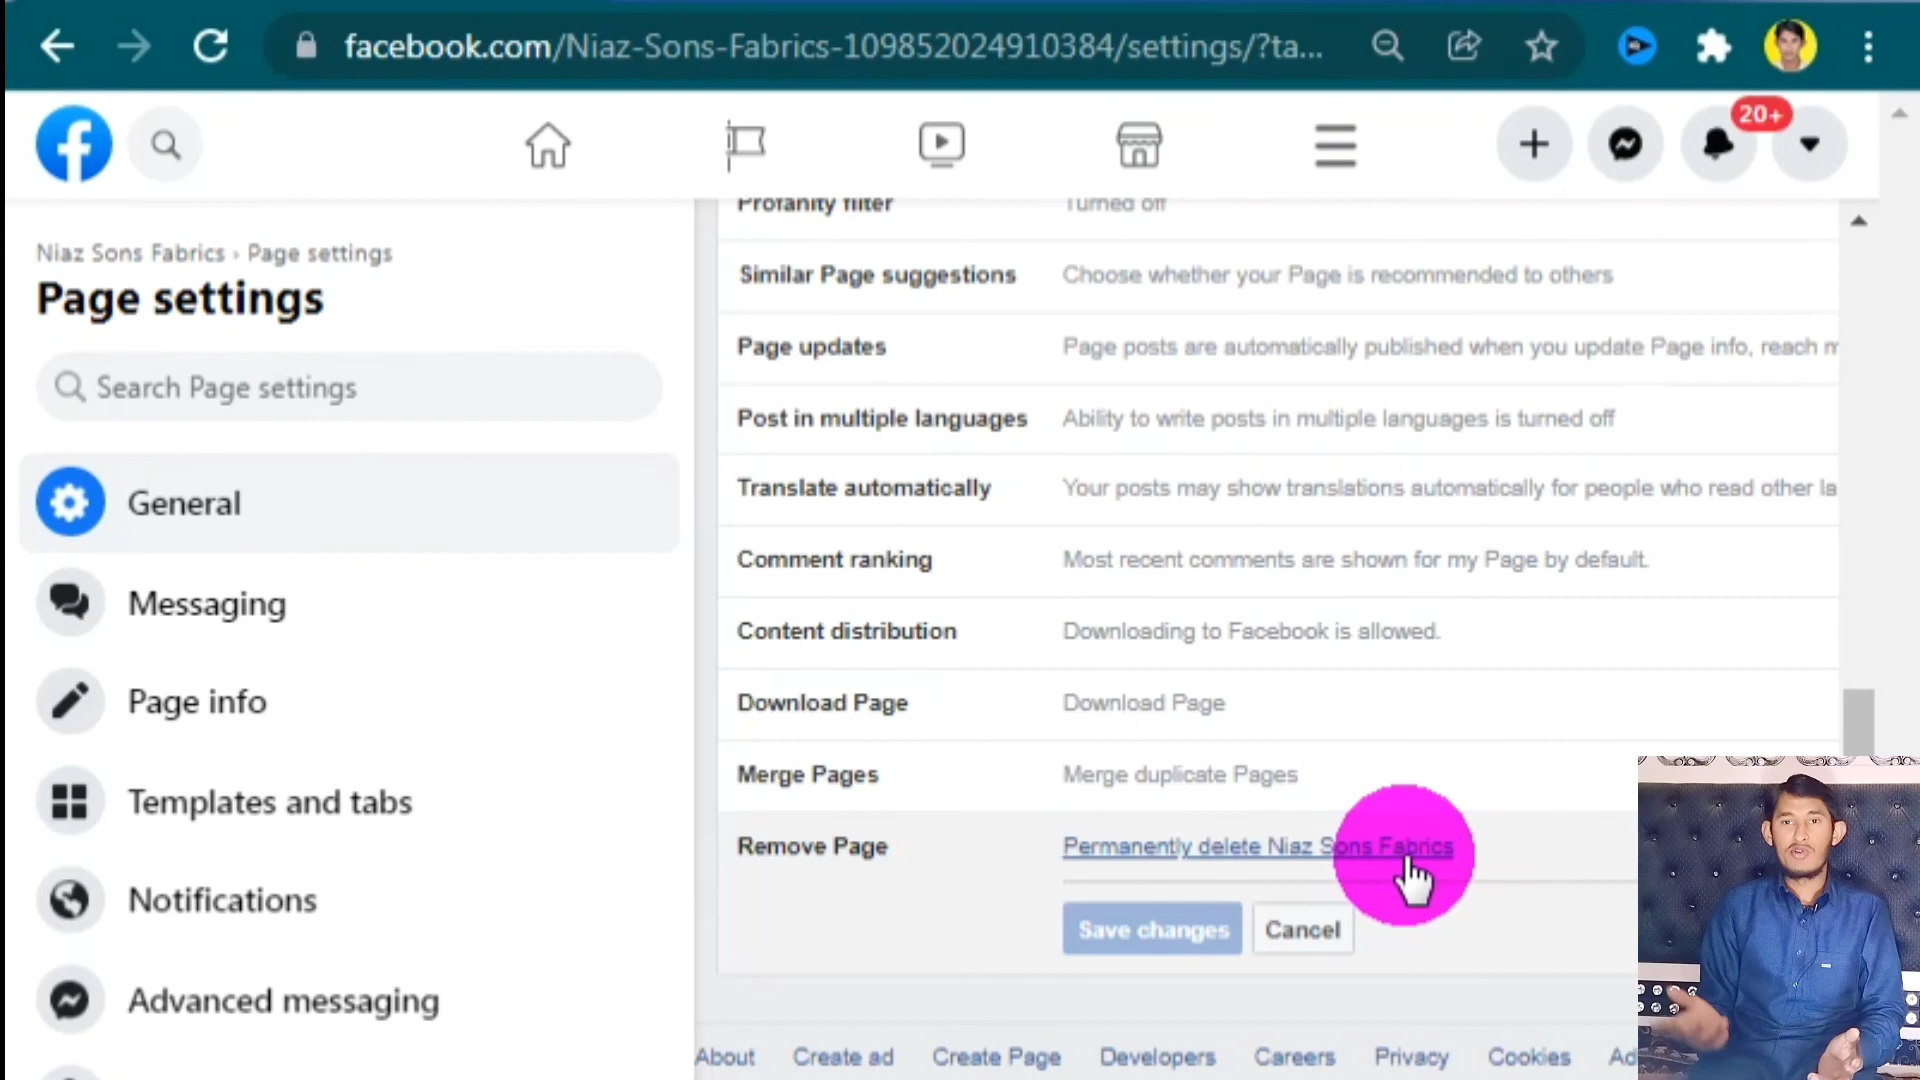 facebook.com/Niaz-Sons-Fabrics-109852024910384/settings/?ta...
20+
Niaz Sons Fabrics › Page settings
Page settings
Search Page settings
General
Messaging
Page info
Templates and tabs
Notifications
Advanced messaging
Profanity filter Turned off
Similar Page suggestions Choose whether your Page is recommended to others
Page updates Page posts are automatically published when you update Page info, reach m
Post in multiple languages Ability to write posts in multiple languages is turned off
Translate automatically Your posts may show translations automatically for people who read other la
Comment ranking Most recent comments are shown for my Page by default.
Content distribution Downloading to Facebook is allowed.
Download Page Download Page
Merge Pages Merge duplicate Pages
Remove Page Permanently delete Niaz Sons Fabrics
Save changes Cancel
About Create ad Create Page Developers Careers Privacy Cookies Ad